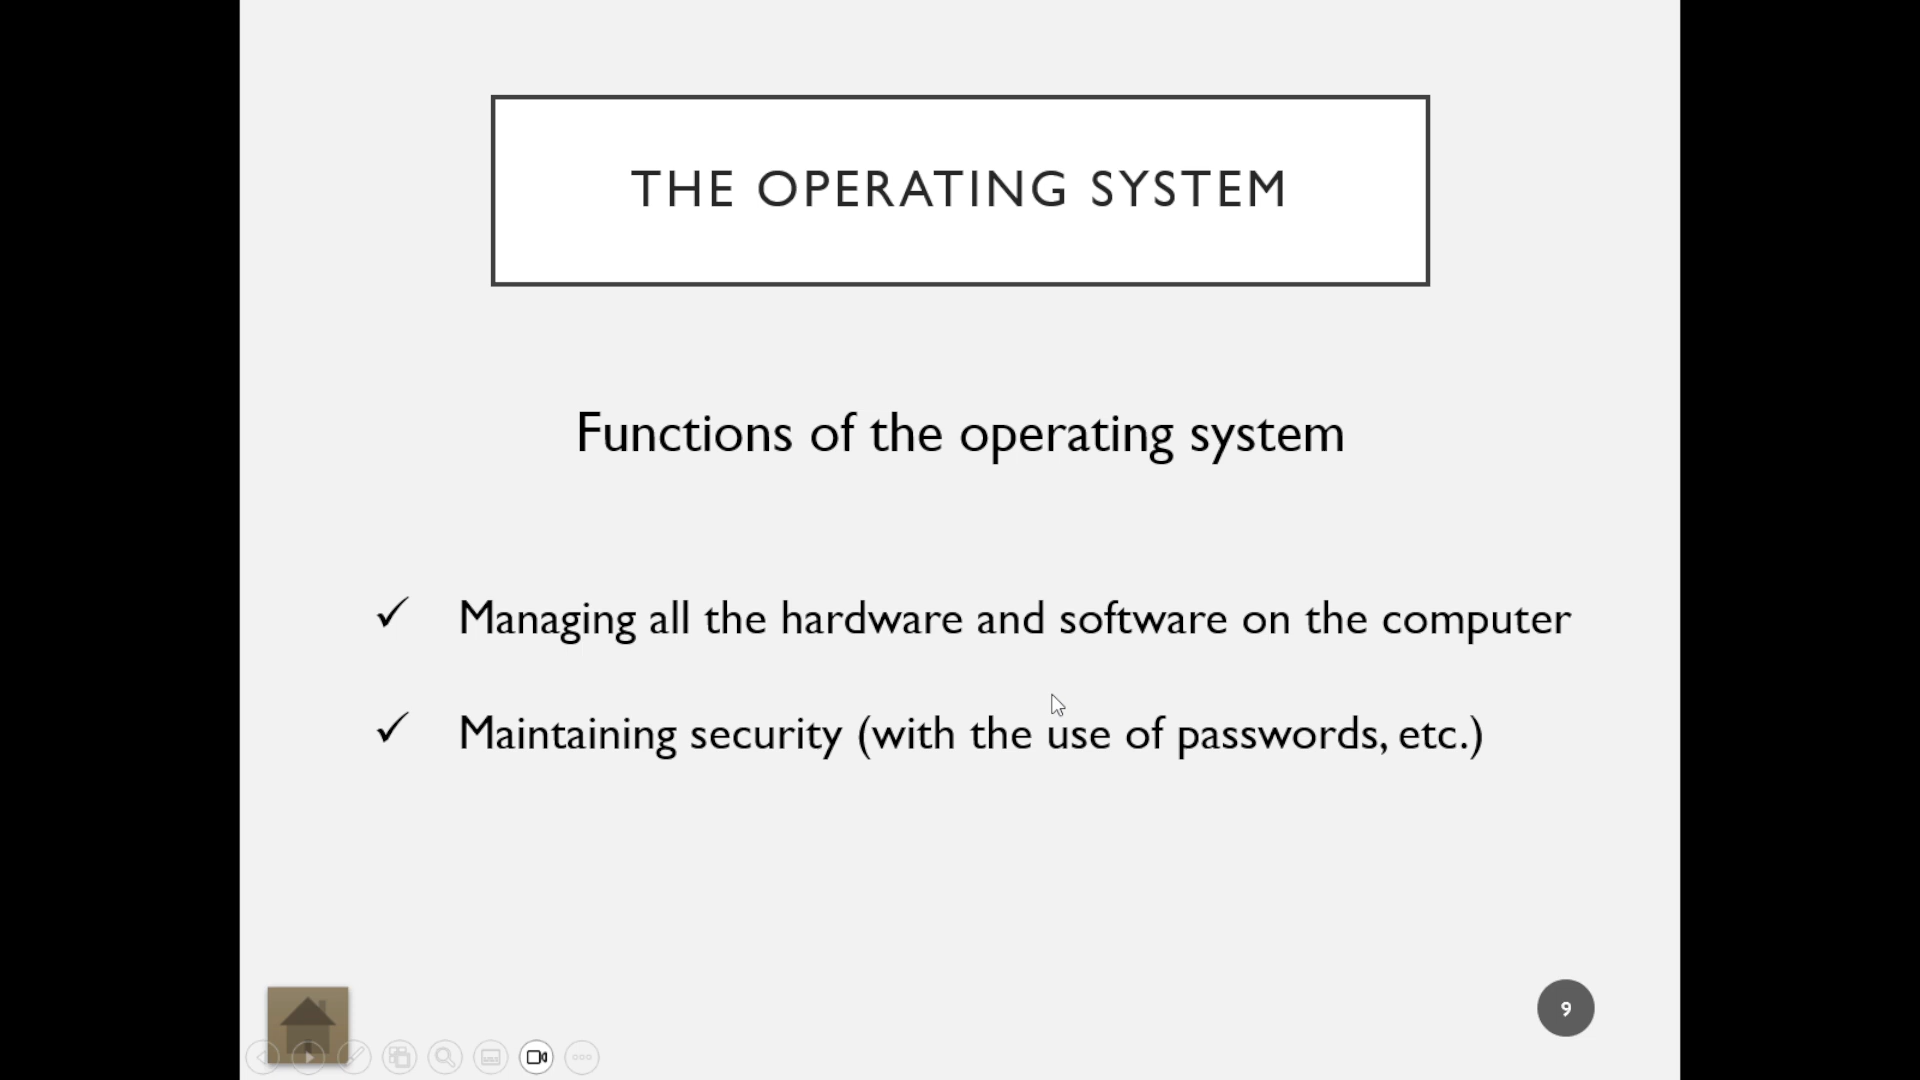 THE OPERATING SYSTEM
Functions of the operating system
✓ Managing all the hardware and software on the computer
✓ Maintaining security (with the use of passwords, etc.)
9